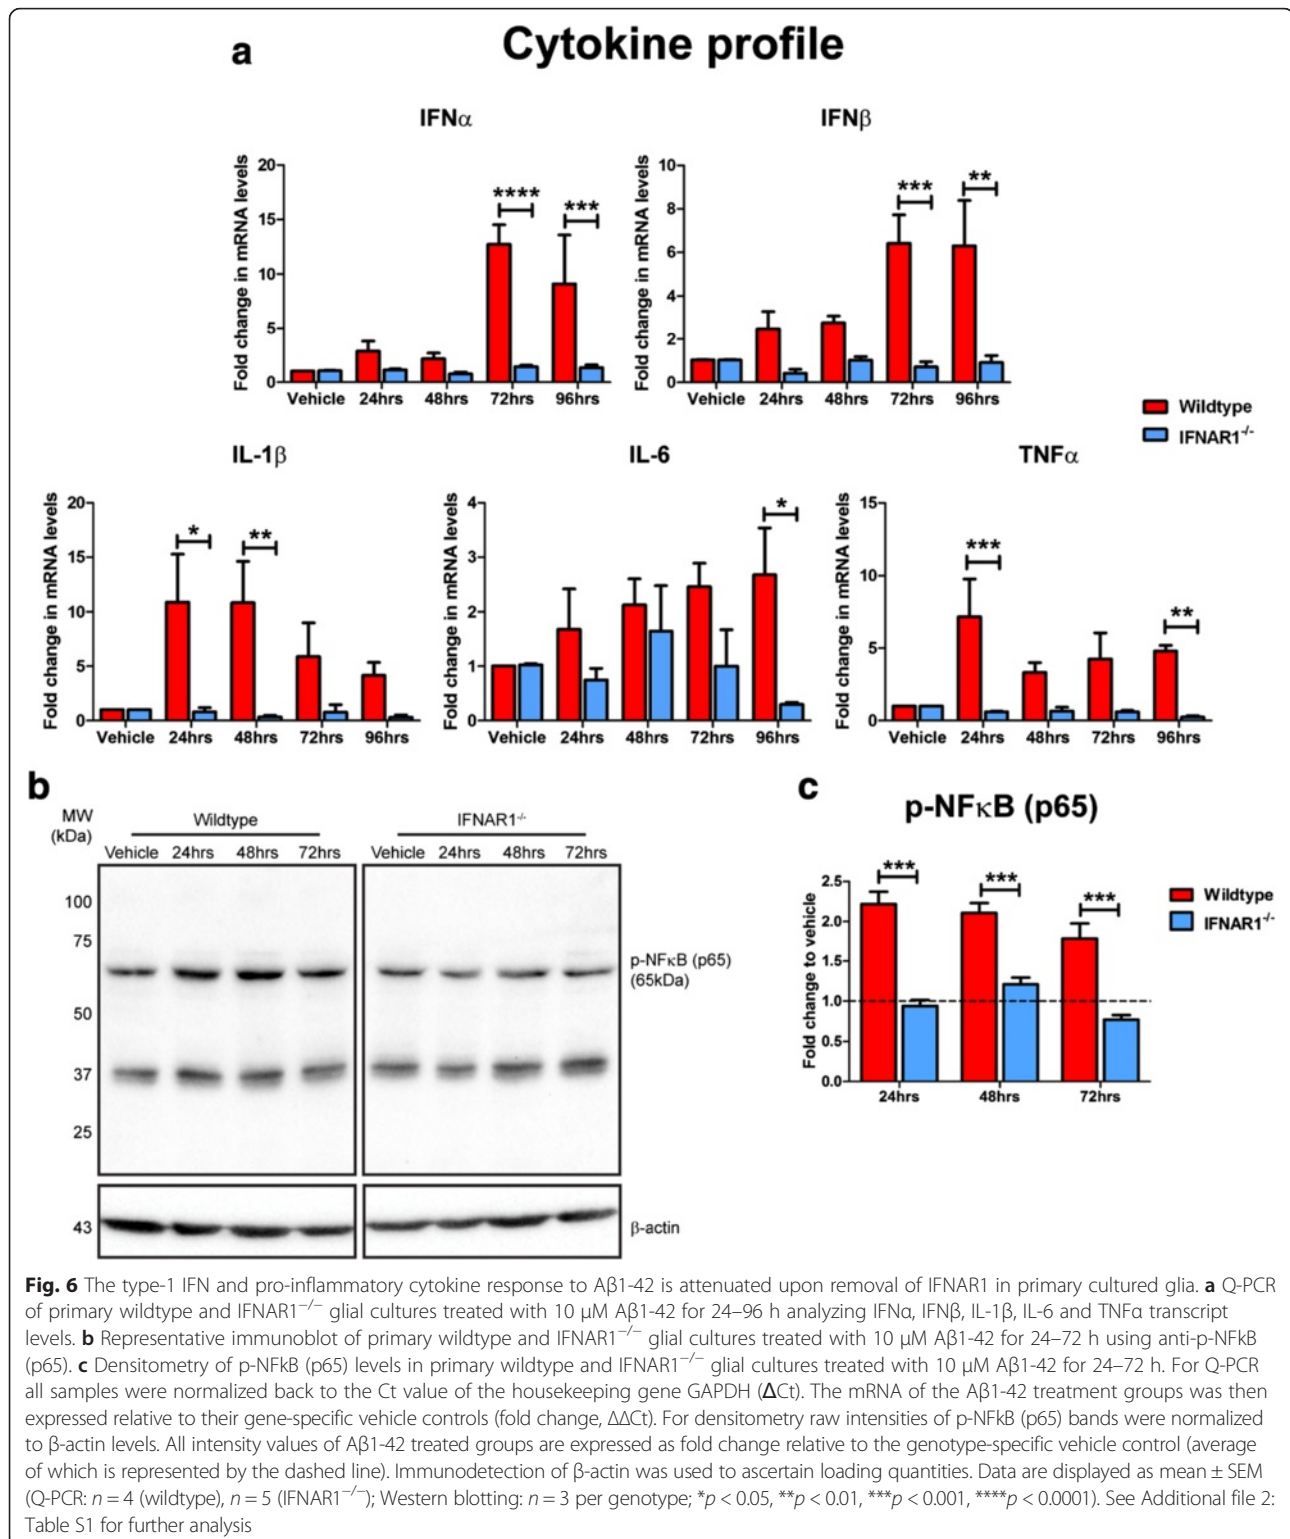 a
Cytokine profile
IFNα
IFNβ
Fold change in mRNA levels
20
15
10
5
0
****
***
Vehicle 24hrs 48hrs 72hrs 96hrs
Fold change in mRNA levels
10
8
6
4
2
0
***
**
Vehicle 24hrs 48hrs 72hrs 96hrs
Wildtype
IFNAR1-/-
IL-1β
IL-6
TNFα
Fold change in mRNA levels
20
15
10
5
0
*
**
Vehicle 24hrs 48hrs 72hrs 96hrs
Fold change in mRNA levels
4
3
2
1
0
*
Vehicle 24hrs 48hrs 72hrs 96hrs
Fold change in mRNA levels
15
10
5
0
***
**
Vehicle 24hrs 48hrs 72hrs 96hrs
b
MW
(kDa)
Wildtype
IFNAR1-/-
Vehicle 24hrs 48hrs 72hrs
Vehicle 24hrs 48hrs 72hrs
100
75
50
37
25
43
p-NFκB (p65)
(65kDa)
β-actin
c
p-NFκB (p65)
Fold change to vehicle
2.5
2.0
1.5
1.0
0.5
0.0
***
***
***
24hrs 48hrs 72hrs
Wildtype
IFNAR1-/-
Fig. 6 The type-1 IFN and pro-inflammatory cytokine response to Aβ1-42 is attenuated upon removal of IFNAR1 in primary cultured glia. a Q-PCR
of primary wildtype and IFNAR1−/− glial cultures treated with 10 μM Aβ1-42 for 24–96 h analyzing IFNα, IFNβ, IL-1β, IL-6 and TNFα transcript
levels. b Representative immunoblot of primary wildtype and IFNAR1−/− glial cultures treated with 10 μM Aβ1-42 for 24–72 h using anti-p-NFkB
(p65). c Densitometry of p-NFkB (p65) levels in primary wildtype and IFNAR1−/− glial cultures treated with 10 μM Aβ1-42 for 24–72 h. For Q-PCR
all samples were normalized back to the Ct value of the housekeeping gene GAPDH (ΔCt). The mRNA of the Aβ1-42 treatment groups was then
expressed relative to their gene-specific vehicle controls (fold change, ΔΔCt). For densitometry raw intensities of p-NFkB (p65) bands were normalized
to β-actin levels. All intensity values of Aβ1-42 treated groups are expressed as fold change relative to the genotype-specific vehicle control (average
of which is represented by the dashed line). Immunodetection of β-actin was used to ascertain loading quantities. Data are displayed as mean ± SEM
(Q-PCR: n = 4 (wildtype), n = 5 (IFNAR1−/−); Western blotting: n = 3 per genotype; *p < 0.05, **p < 0.01, ***p < 0.001, ****p < 0.0001). See Additional file 2:
Table S1 for further analysis